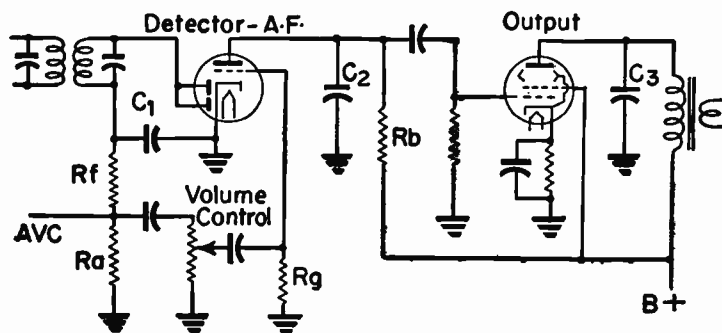 Detector-A.F.
Output
C1
C2
C3
Rf
Rb
Volume
Control
AVC
Ra
Rg
B+